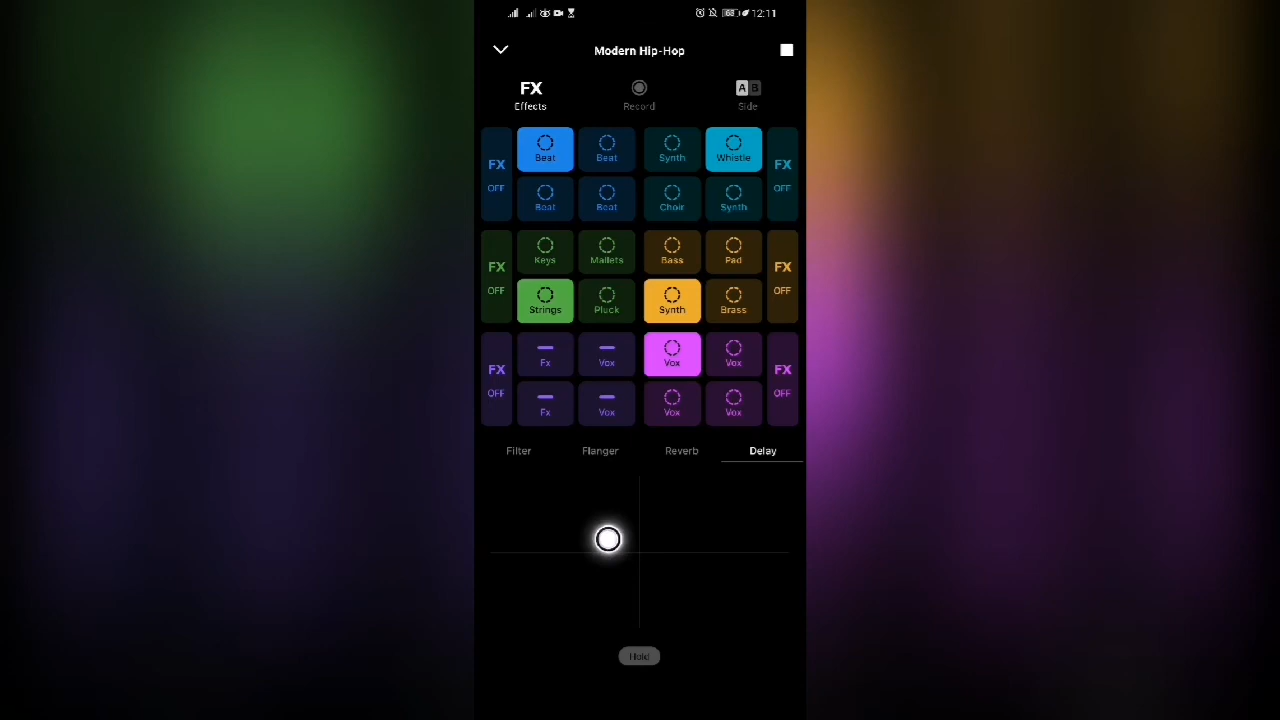 12:11
Modern Hip-Hop
FX
Effects
Record
A B
Side
FX
OFF
Beat
Beat
Synth
Whistle
FX
OFF
Beat
Beat
Choir
Synth
FX
OFF
Keys
Mallets
Bass
Pad
FX
OFF
Strings
Pluck
Synth
Brass
FX
OFF
Fx
Vox
Vox
Vox
FX
OFF
Fx
Vox
Vox
Vox
Filter
Flanger
Reverb
Delay
Hold